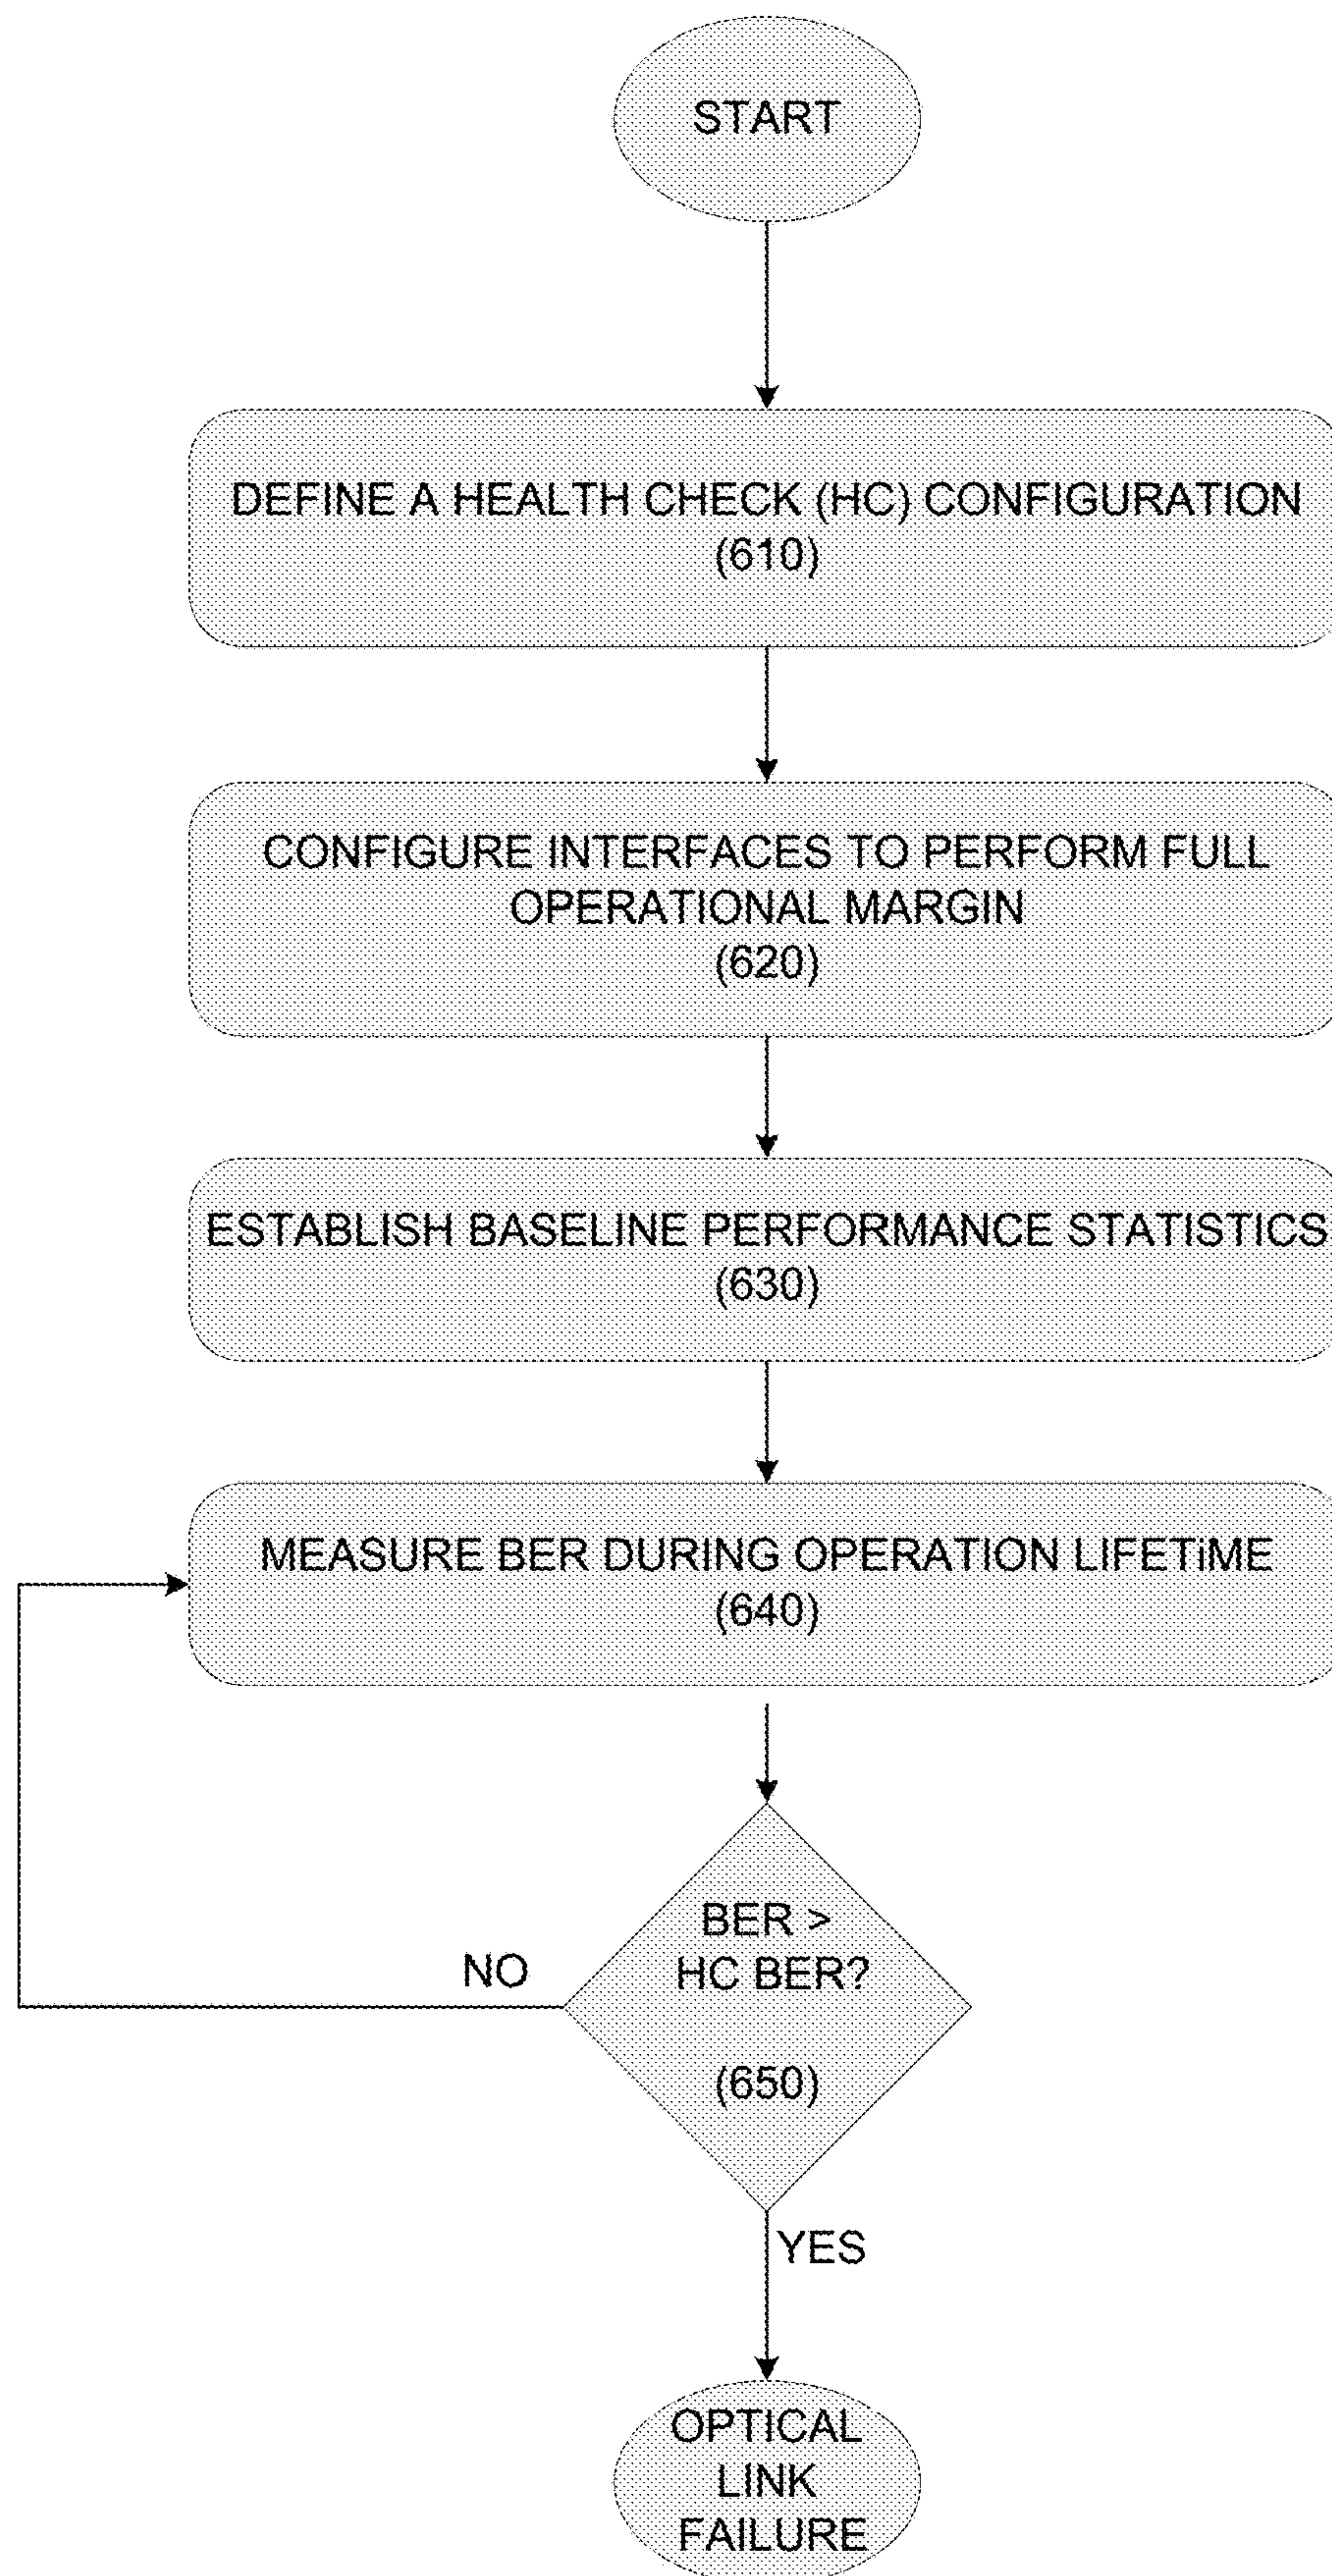 START
DEFINE A HEALTH CHECK (HC) CONFIGURATION
(610)
CONFIGURE INTERFACES TO PERFORM FULL
OPERATIONAL MARGIN
(620)
ESTABLISH BASELINE PERFORMANCE STATISTICS
(630)
MEASURE BER DURING OPERATION LIFETiME
(640)
BER >
HC BER?
(650)
NO
YES
OPTICAL
LINK
FAILURE